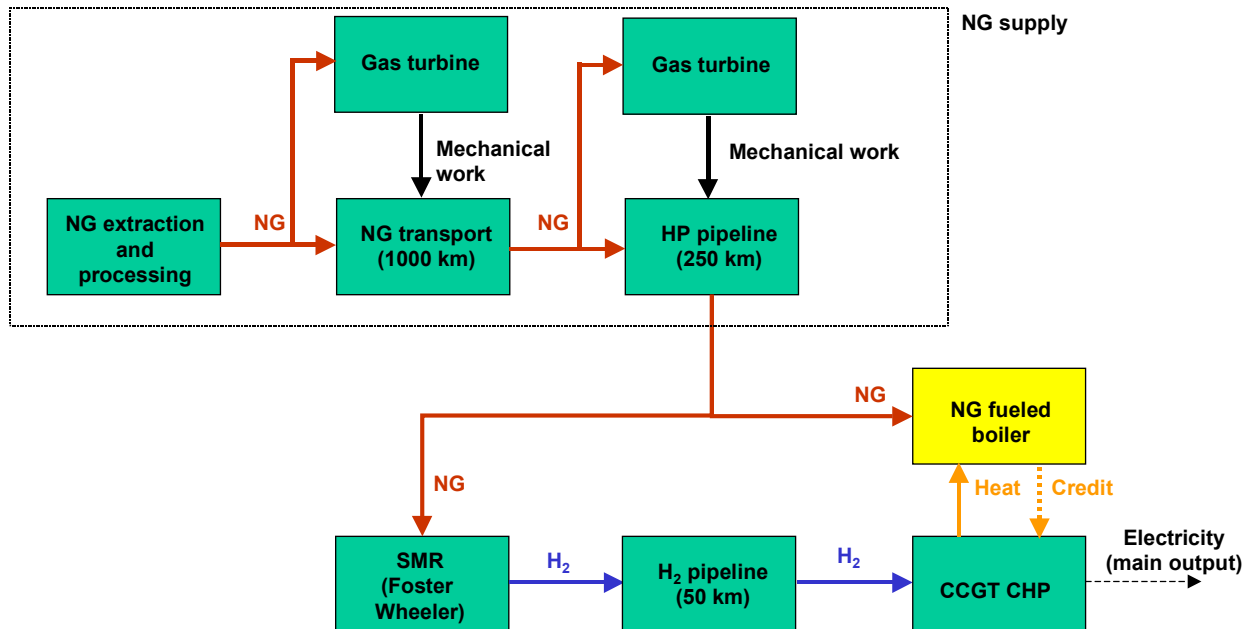 NG supply
Gas turbine
Gas turbine
Mechanical
work
Mechanical work
NG extraction
and
processing
NG
NG transport
(1000 km)
NG
HP pipeline
(250 km)
NG
NG fueled
boiler
NG
Heat
Credit
SMR
(Foster
Wheeler)
H2
H2 pipeline
(50 km)
H2
CCGT CHP
Electricity
(main output)